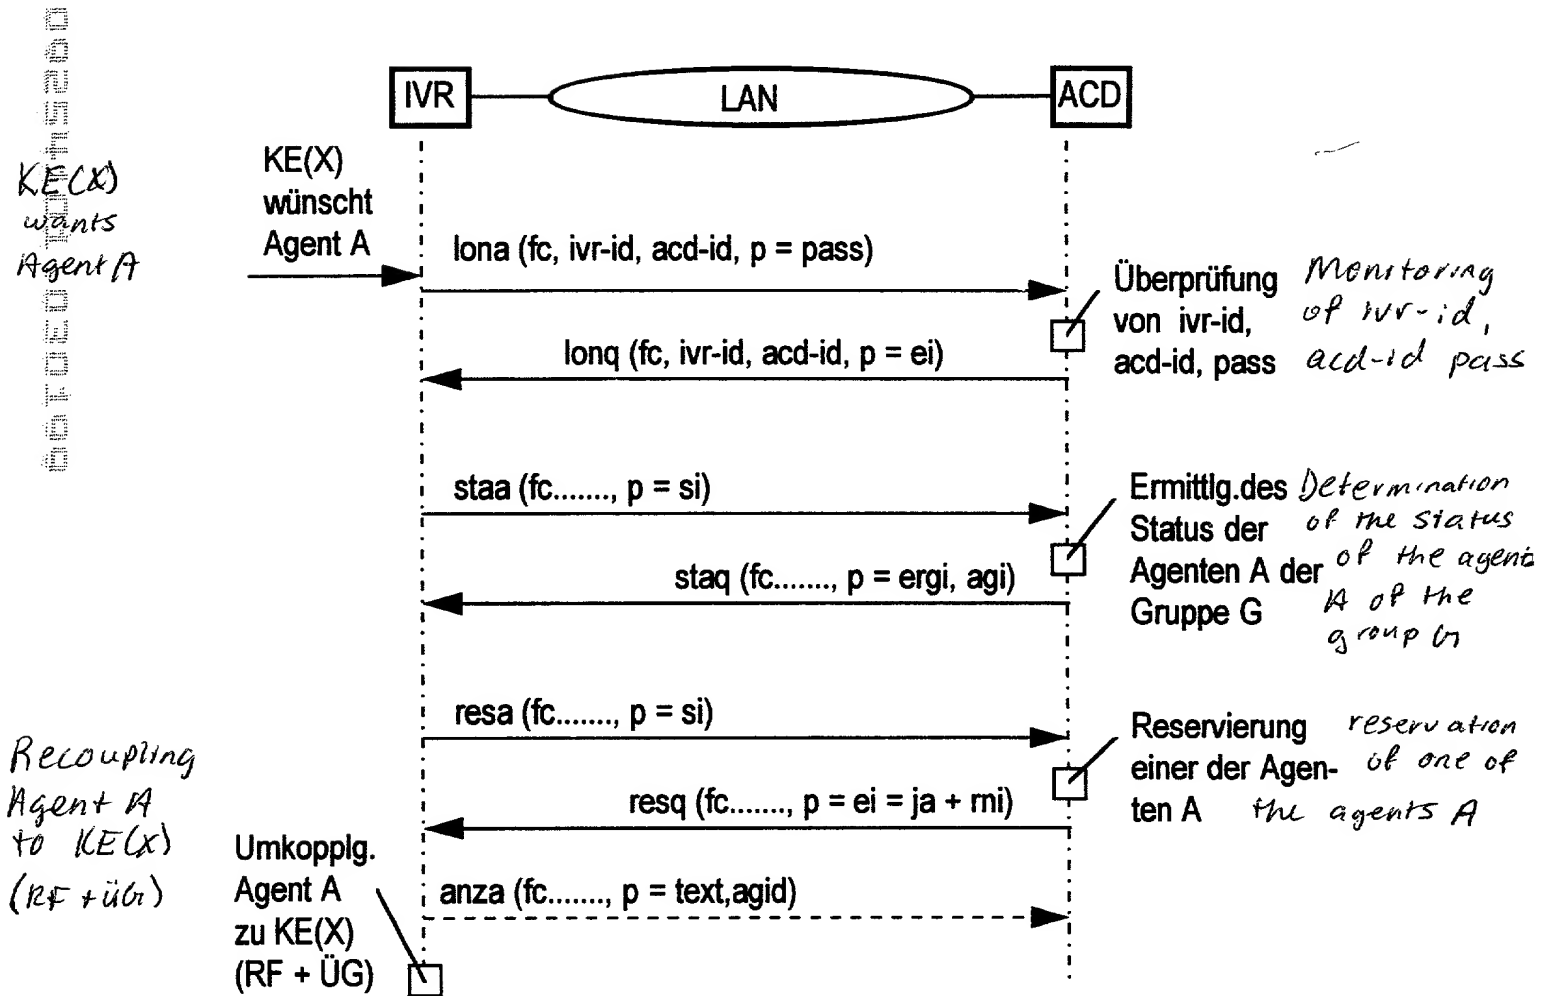 IVR
LAN
ACD
KE(X)
wants
Agent A
KE(X)
wünscht
Agent A
lona (fc, ivr-id, acd-id, p = pass)
Überprüfung
von ivr-id,
acd-id, pass
Monitoring
of ivr-id,
acd-id pass
lonq (fc, ivr-id, acd-id, p = ei)
staa (fc......., p = si)
Ermittlg.des
Status der
Agenten A der
Gruppe G
Determination
of the status
of the agents
A of the
group G
staq (fc......., p = ergi, agi)
resa (fc......., p = si)
Reservierung
einer der Agen-
ten A
reservation
of one of
the agents A
resq (fc......., p = ei = ja + rni)
Recoupling
Agent A
to KE(X)
(RF + üG)
Umkopplg.
Agent A
zu KE(X)
(RF + ÜG)
anza (fc......., p = text,agid)